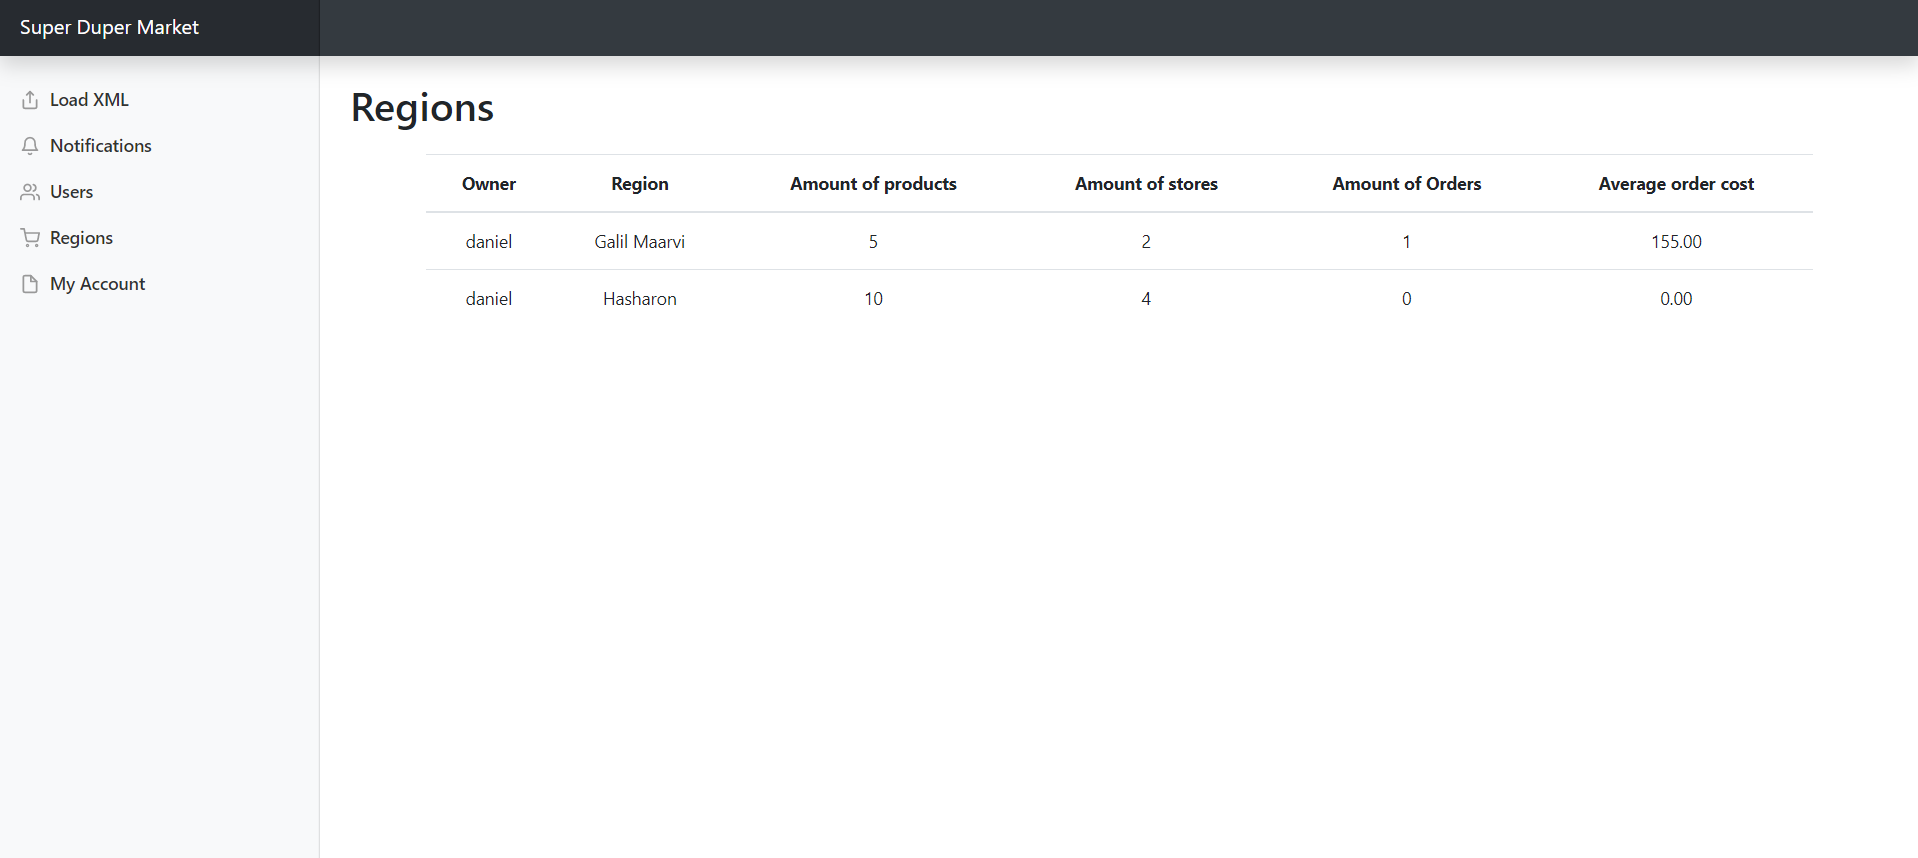 Super Duper Market
Load XML
Notifications
Users
Regions
My Account
Regions
Owner Region Amount of products Amount of stores Amount of Orders Average order cost
daniel Galil Maarvi 5 2 1 155.00
daniel Hasharon 10 4 0 0.00